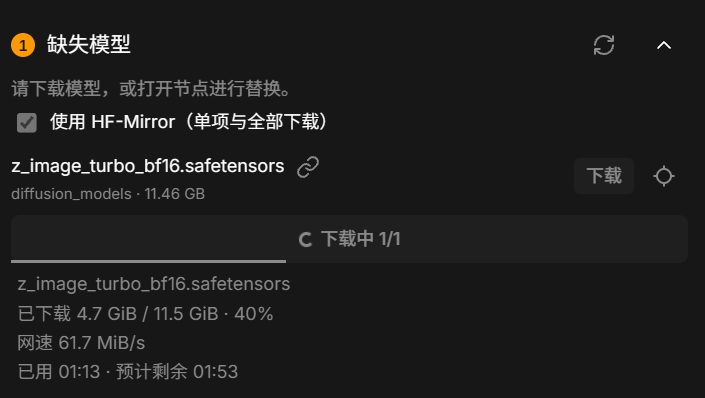 1 缺失模型
请下载模型，或打开节点进行替换。
使用 HF-Mirror（单项与全部下载）
z_image_turbo_bf16.safetensors
下载
diffusion_models · 11.46 GB
下载中 1/1
z_image_turbo_bf16.safetensors
已下载 4.7 GiB / 11.5 GiB · 40%
网速 61.7 MiB/s
已用 01:13 · 预计剩余 01:53